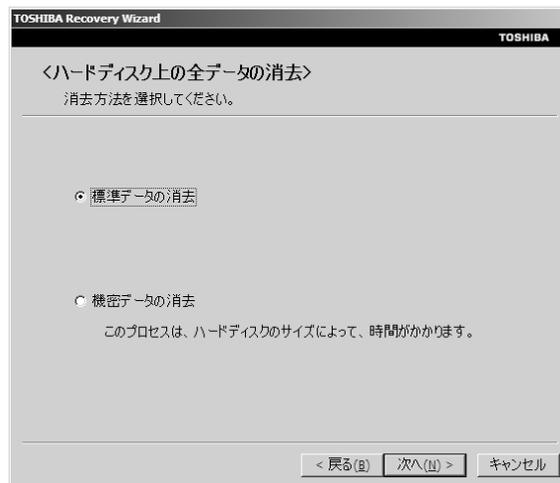 TOSHIBA Recovery Wizard
TOSHIBA
<ハードディスク上の全データの消去>
消去方法を選択してください。
標準データの消去
機密データの消去
このプロセスは、ハードディスクのサイズによって、時間がかかります。
< 戻る(B) 次へ(N) > キャンセル